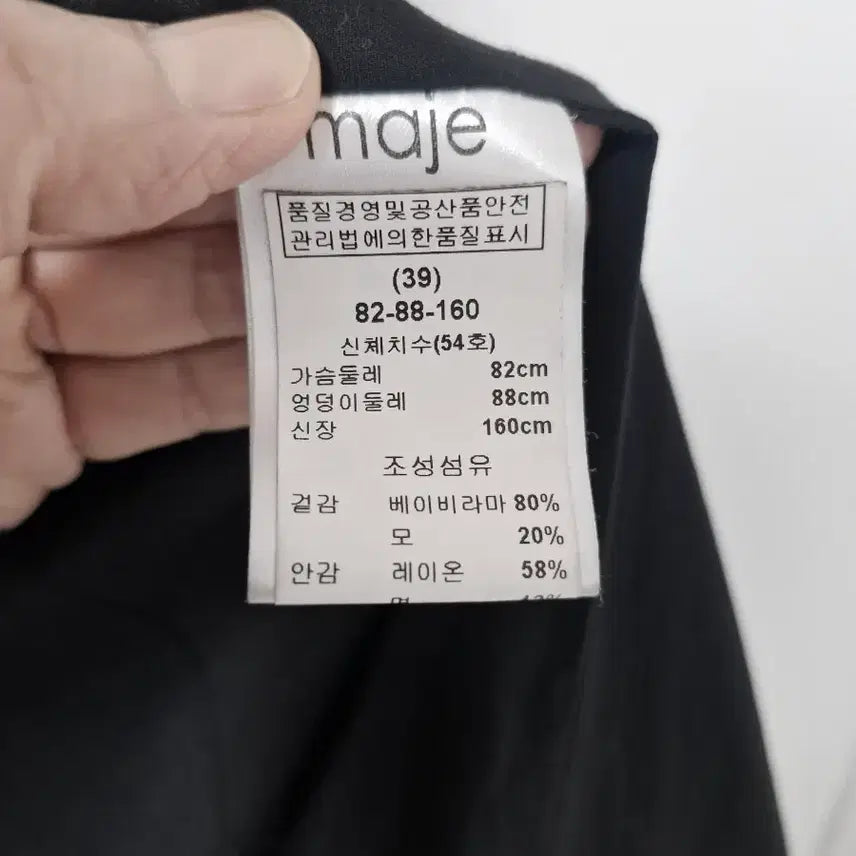 maje
품질경영및공산품안전
관리법에의한품질표시
(39)
82-88-160
신체치수(54호)
가슴둘레 82cm
엉덩이둘레 88cm
신장 160cm
조성섬유
겉감 베이비라마 80%
모 20%
안감 레이온 58%